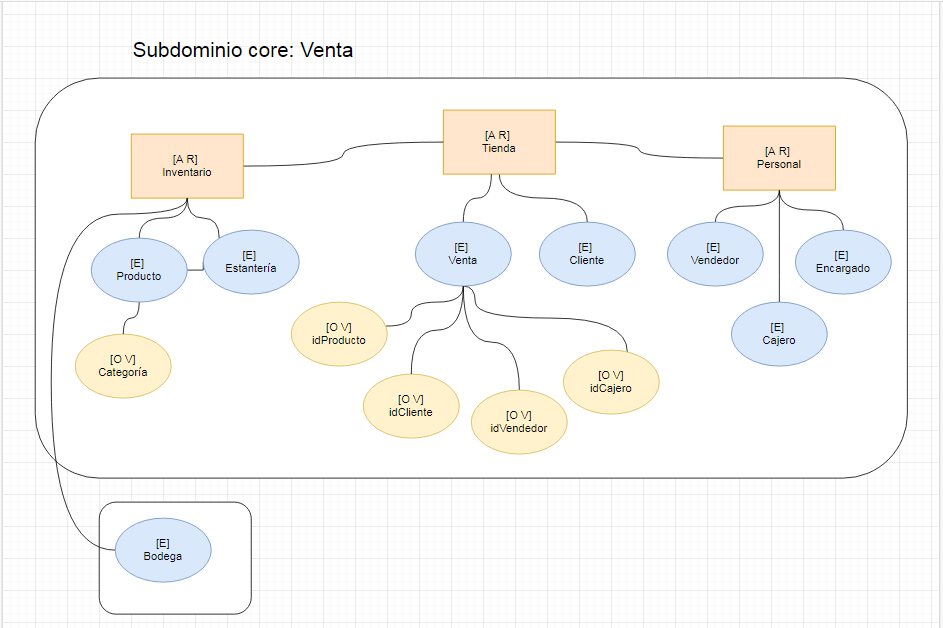 Subdominio core: Venta
[A R]
Inventario
[A R]
Tienda
[A R]
Personal
[E]
Producto
[E]
Estantería
[E]
Venta
[E]
Cliente
[E]
Vendedor
[E]
Encargado
[O V]
Categoría
[O V]
idProducto
[O V]
idCliente
[O V]
idVendedor
[O V]
idCajero
[E]
Cajero
[E]
Bodega